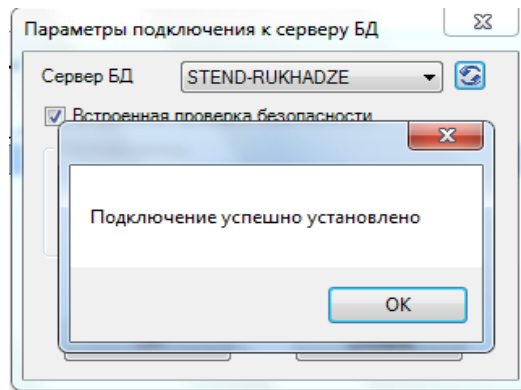 Параметры подключения к серверу БД
Сервер БД STEND-RUKHADZE
Встроенная проверка безопасности
Подключение успешно установлено
OK